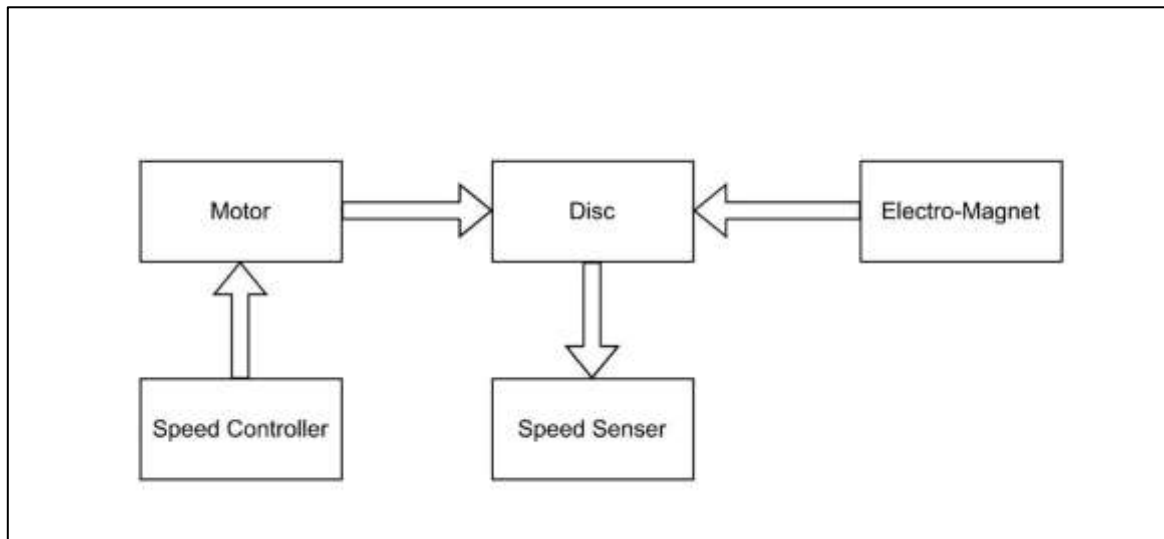 Motor
Disc
Electro-Magnet
Speed Controller
Speed Senser